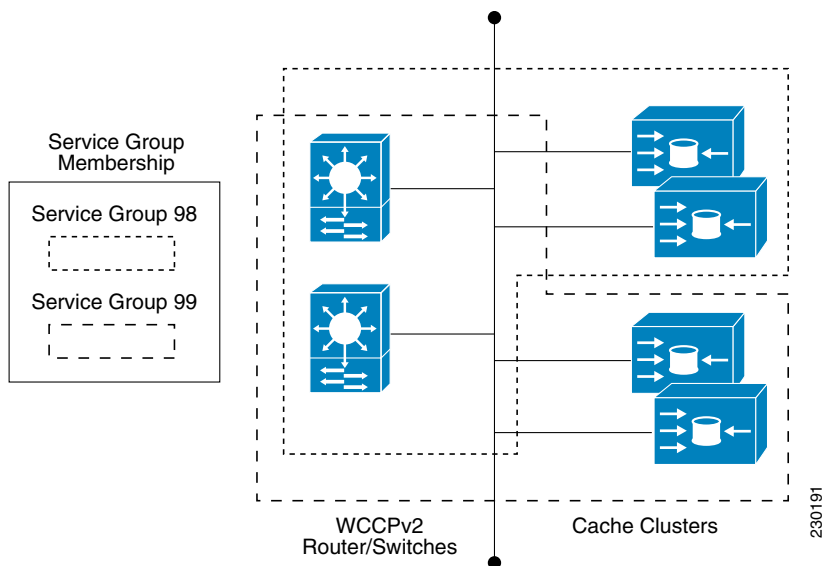 Service Group
Membership
Service Group 98
Service Group 99
WCCPv2
Router/Switches
Cache Clusters
230191